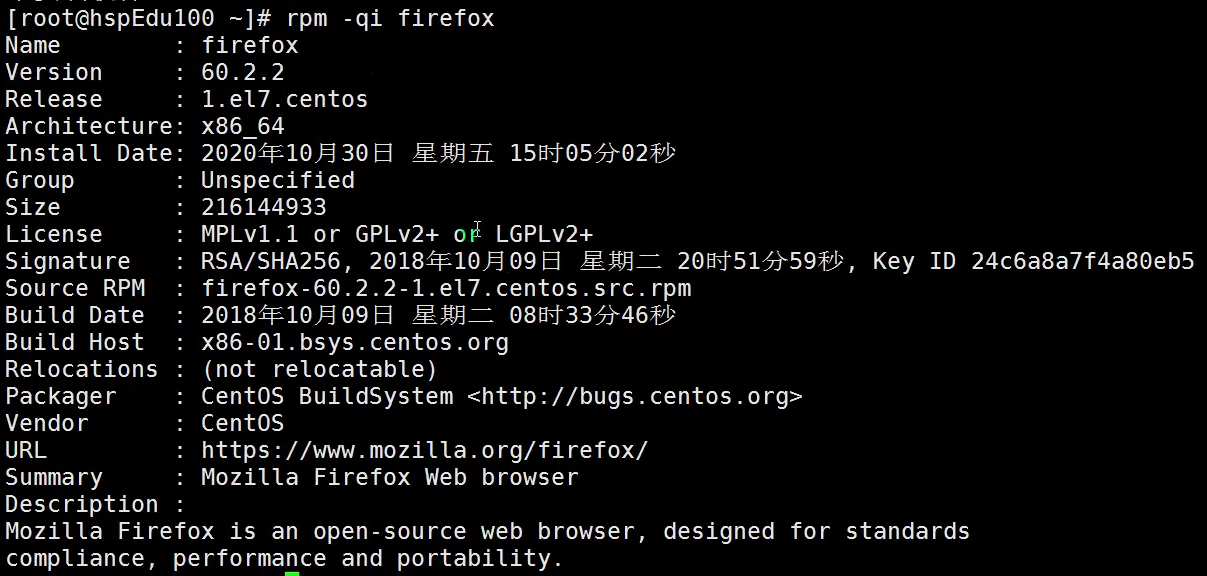 [root@hspEdu100 ~]# rpm -qi firefox
Name        : firefox
Version     : 60.2.2
Release     : 1.el7.centos
Architecture: x86_64
Install Date: 2020年10月30日 星期五 15时05分02秒
Group       : Unspecified
Size        : 216144933
License     : MPLv1.1 or GPLv2+ or LGPLv2+
Signature   : RSA/SHA256, 2018年10月09日 星期二 20时51分59秒, Key ID 24c6a8a7f4a80eb5
Source RPM  : firefox-60.2.2-1.el7.centos.src.rpm
Build Date  : 2018年10月09日 星期二 08时33分46秒
Build Host  : x86-01.bsys.centos.org
Relocations : (not relocatable)
Packager    : CentOS BuildSystem <http://bugs.centos.org>
Vendor      : CentOS
URL         : https://www.mozilla.org/firefox/
Summary     : Mozilla Firefox Web browser
Description :
Mozilla Firefox is an open-source web browser, designed for standards
compliance, performance and portability.